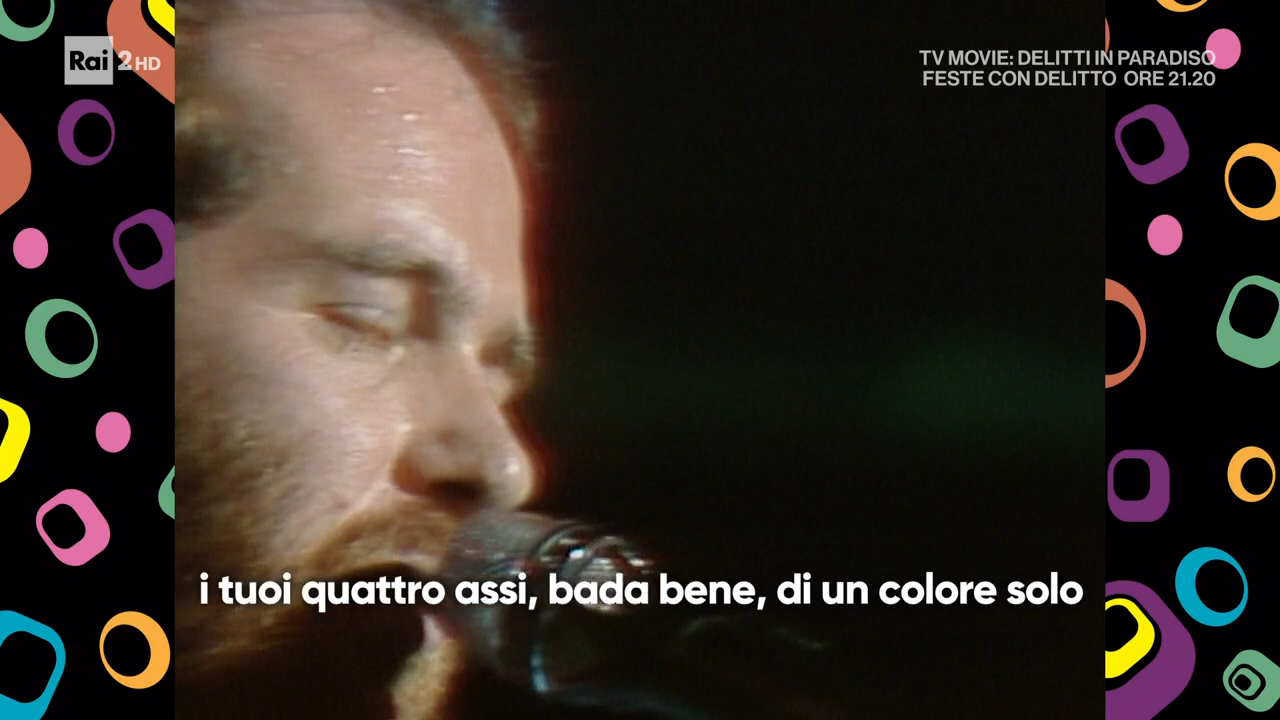 Rai 2 HD
TV MOVIE: DELITTI IN PARADISO
FESTE CON DELITTO ORE 21.20
i tuoi quattro assi, bada bene, di un colore solo